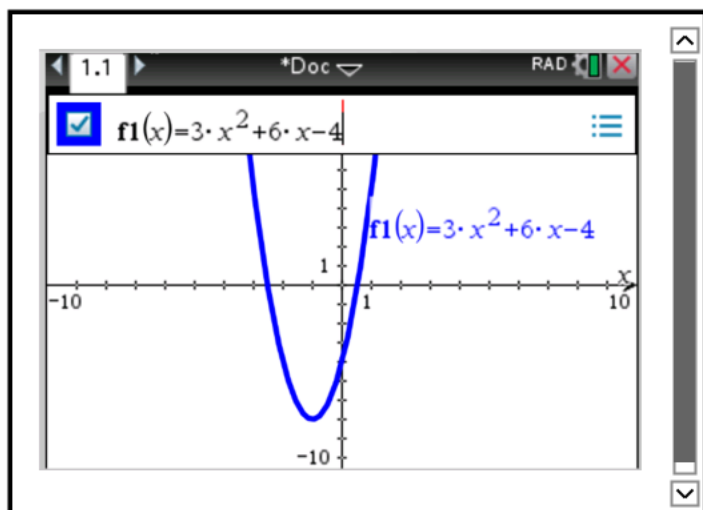 1.1 *Doc RAD
f1(x)=3· x²+6· x−4
f1(x)=3· x²+6· x−4
1
x
-10
1
10
-10